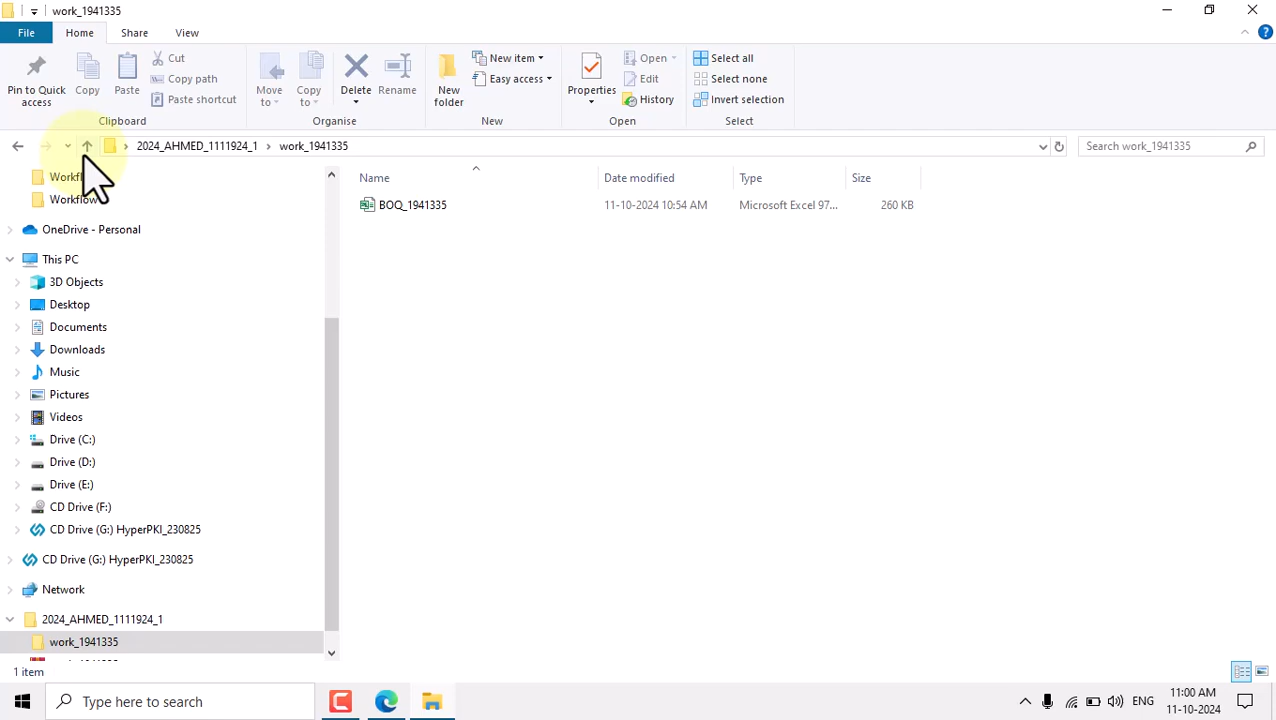 work_1941335
File Home Share View
Pin to Quick access
Copy
Paste
Cut
Copy path
Paste shortcut
Clipboard
Move to
Copy to
Delete
Rename
Organise
New folder
New item
Easy access
New
Properties
Open
Edit
History
Open
Select all
Select none
Invert selection
Select
2024_AHMED_1111924_1 › work_1941335
Search work_1941335
Workflow
OneDrive - Personal
This PC
3D Objects
Desktop
Documents
Downloads
Music
Pictures
Videos
Drive (C:)
Drive (D:)
Drive (E:)
CD Drive (F:)
CD Drive (G:) HyperPKI_230825
CD Drive (G:) HyperPKI_230825
Network
2024_AHMED_1111924_1
work_1941335
Name Date modified Type Size
BOQ_1941335 11-10-2024 10:54 AM Microsoft Excel 97... 260 KB
1 item
Type here to search
ENG
11:00 AM
11-10-2024